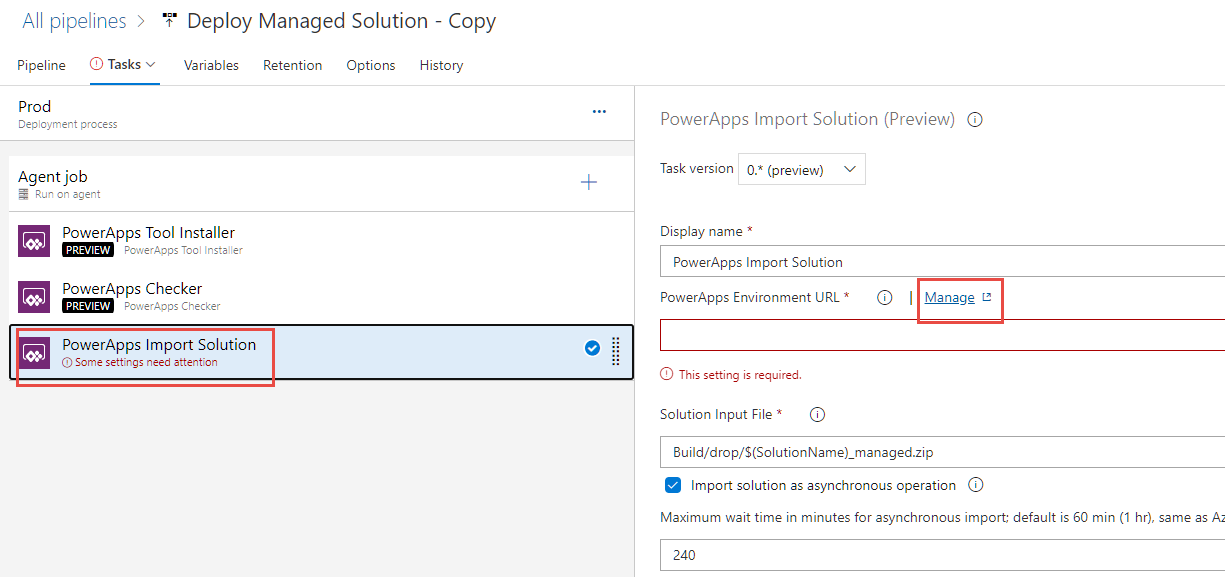 All pipelines > Deploy Managed Solution - Copy
Pipeline Tasks Variables Retention Options History
Prod
Deployment process
Agent job
Run on agent
PowerApps Tool Installer
PREVIEW PowerApps Tool Installer
PowerApps Checker
PREVIEW PowerApps Checker
PowerApps Import Solution
Some settings need attention
PowerApps Import Solution (Preview)
Task version 0.* (preview)
Display name *
PowerApps Import Solution
PowerApps Environment URL * | Manage
This setting is required.
Solution Input File *
Build/drop/$(SolutionName)_managed.zip
Import solution as asynchronous operation
Maximum wait time in minutes for asynchronous import; default is 60 min (1 hr), same as Az
240